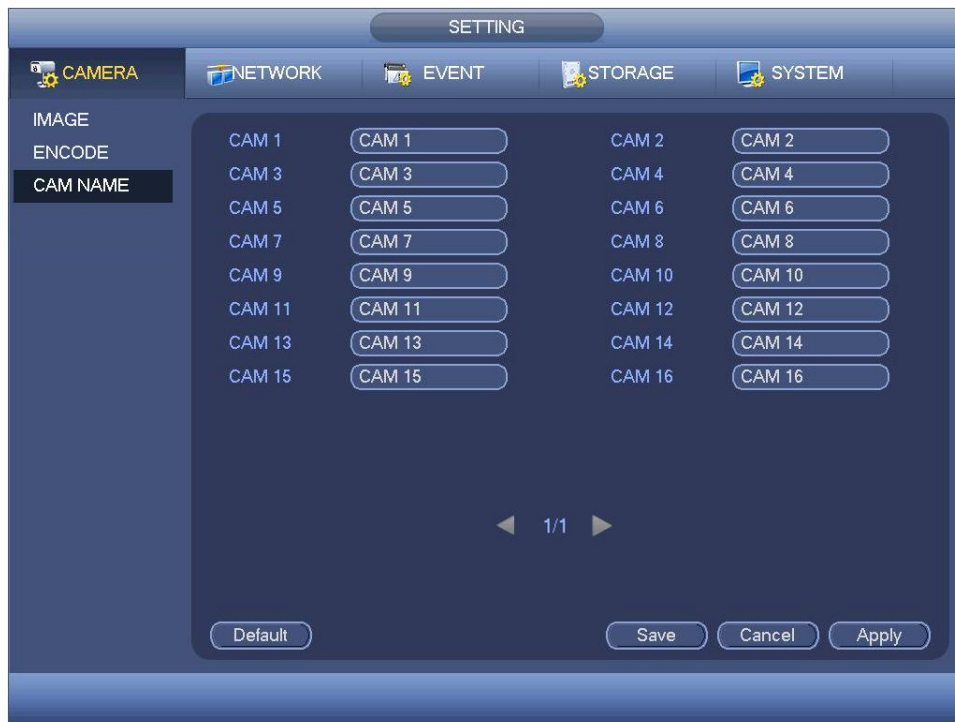 SETTING
CAMERA NETWORK EVENT STORAGE SYSTEM
IMAGE
ENCODE
CAM NAME
CAM 1 CAM 1 CAM 2 CAM 2
CAM 3 CAM 3 CAM 4 CAM 4
CAM 5 CAM 5 CAM 6 CAM 6
CAM 7 CAM 7 CAM 8 CAM 8
CAM 9 CAM 9 CAM 10 CAM 10
CAM 11 CAM 11 CAM 12 CAM 12
CAM 13 CAM 13 CAM 14 CAM 14
CAM 15 CAM 15 CAM 16 CAM 16
1/1
Default Save Cancel Apply